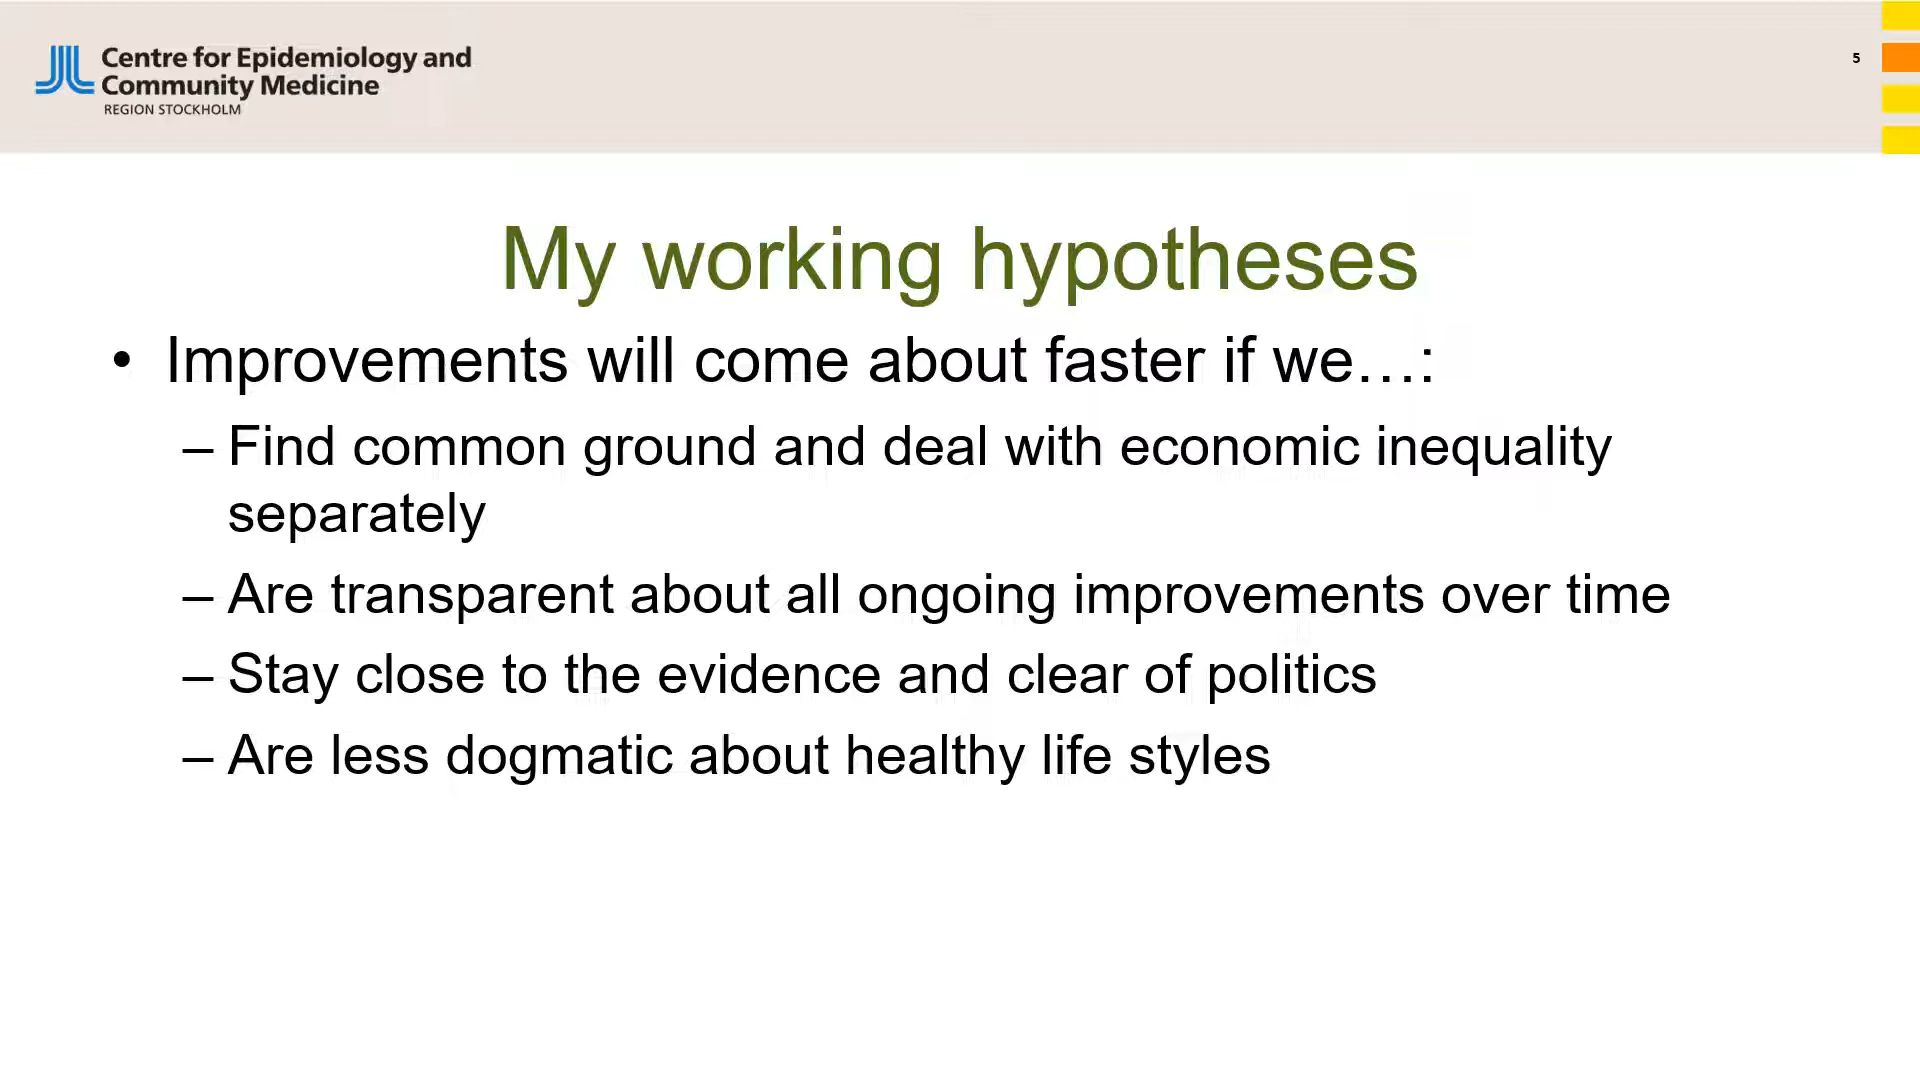 Centre for Epidemiology and
Community Medicine
REGION STOCKHOLM
5
My working hypotheses
• Improvements will come about faster if we…:
– Find common ground and deal with economic inequality
separately
– Are transparent about all ongoing improvements over time
– Stay close to the evidence and clear of politics
– Are less dogmatic about healthy life styles